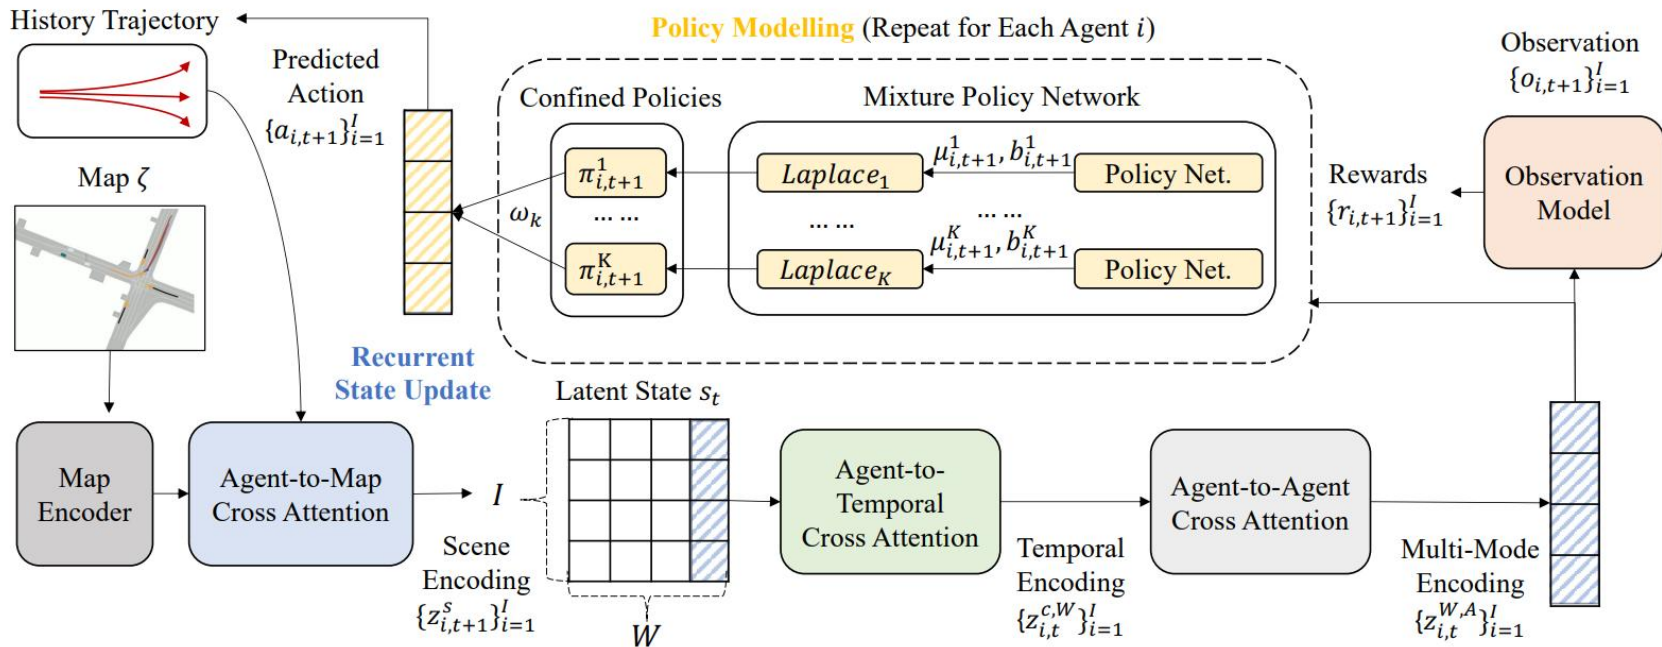 History Trajectory
Policy Modelling (Repeat for Each Agent i)
Observation
{o_{i,t+1}}_{i=1}^{I}
Predicted
Action
{a_{i,t+1}}_{i=1}^{I}
Confined Policies
Mixture Policy Network
Map ζ
π_{i,t+1}^{1}
Laplace_1
μ_{i,t+1}^{1}, b_{i,t+1}^{1}
Policy Net.
Rewards
{r_{i,t+1}}_{i=1}^{I}
Observation
Model
ω_k
... ...
... ...
... ...
π_{i,t+1}^{K}
Laplace_K
μ_{i,t+1}^{K}, b_{i,t+1}^{K}
Policy Net.
Recurrent
State Update
Latent State s_t
Map
Encoder
Agent-to-Map
Cross Attention
I
Agent-to-
Temporal
Cross Attention
Agent-to-Agent
Cross Attention
Scene
Encoding
{z_{i,t+1}^{s}}_{i=1}^{I}
W
Temporal
Encoding
{z_{i,t}^{c,W}}_{i=1}^{I}
Multi-Mode
Encoding
{z_{i,t}^{W,A}}_{i=1}^{I}